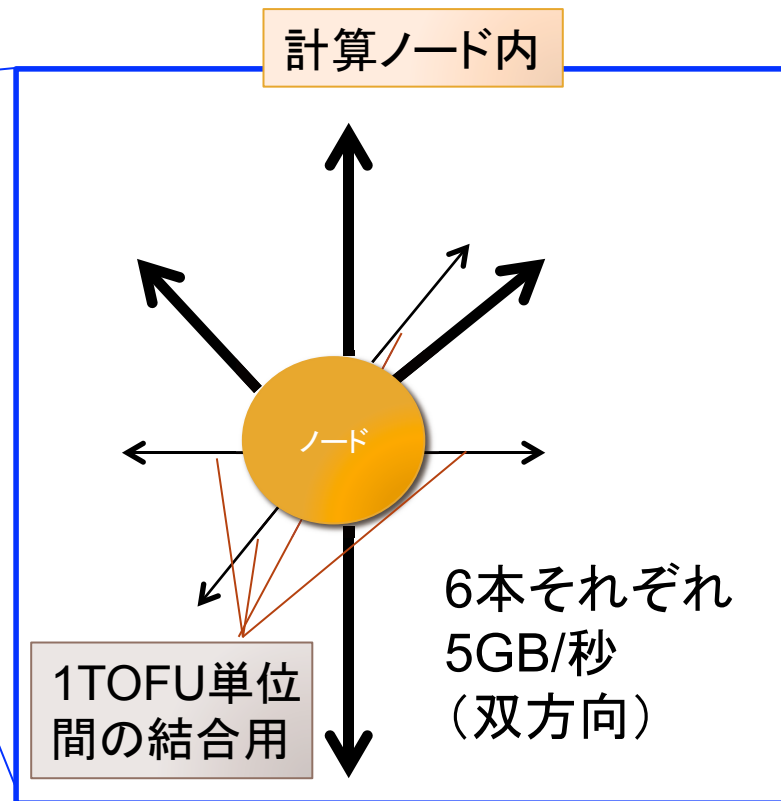 計算ノード内
ノード
6本それぞれ
5GB/秒
（双方向）
1TOFU単位
間の結合用